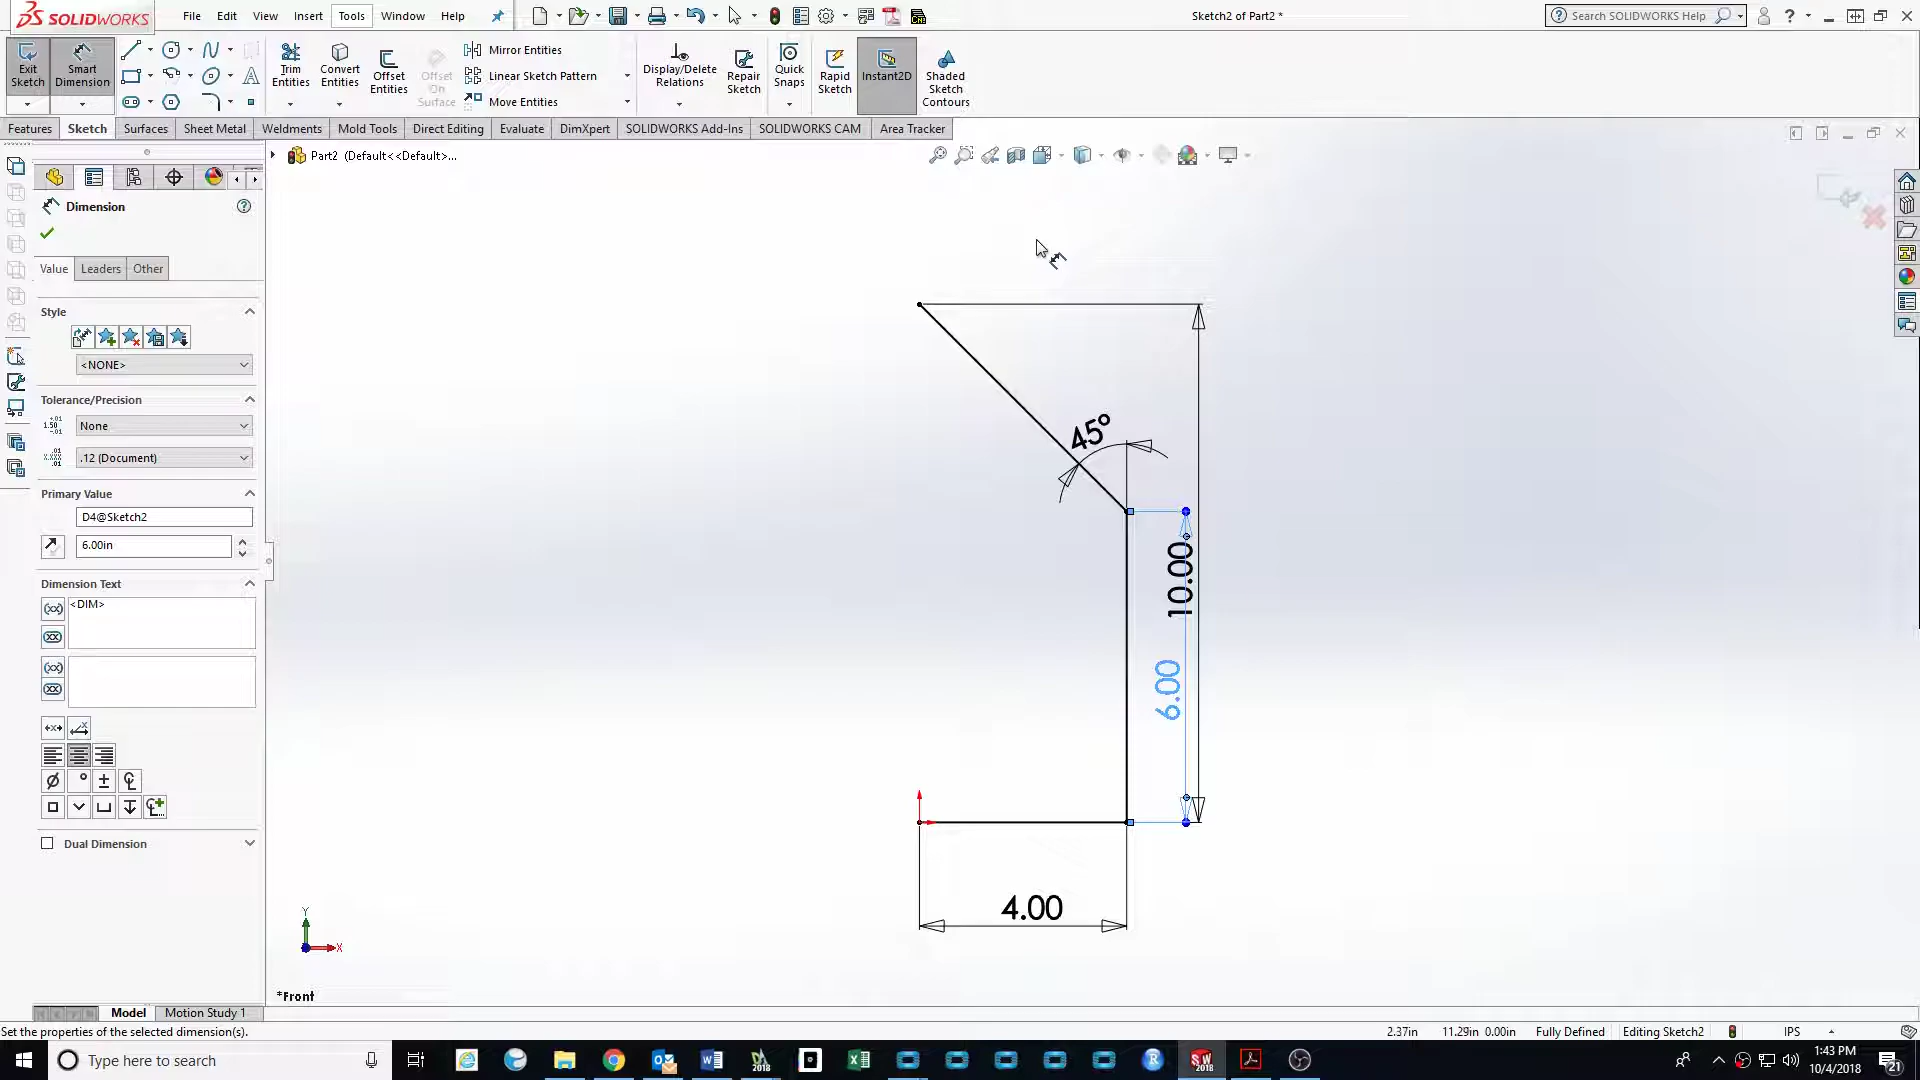 SOLIDWORKS
File Edit View Insert Tools Window Help
Sketch2 of Part2 *
Search SOLIDWORKS Help
Exit Sketch
Smart Dimension
Trim Entities
Convert Entities
Offset Entities
Offset On Surface
Mirror Entities
Linear Sketch Pattern
Move Entities
Display/Delete Relations
Repair Sketch
Quick Snaps
Rapid Sketch
Instant2D
Shaded Sketch Contours
Features Sketch Surfaces Sheet Metal Weldments Mold Tools Direct Editing Evaluate DimXpert SOLIDWORKS Add-Ins SOLIDWORKS CAM Area Tracker
Part2 (Default<<Default>...
Dimension
Value Leaders Other
Style
<NONE>
Tolerance/Precision
None
.12 (Document)
Primary Value
D4@Sketch2
6.00in
Dimension Text
<DIM>
Dual Dimension
45°
10.00
6.00
4.00
Y
X
*Front
Model Motion Study 1
Set the properties of the selected dimension(s).
2.37in 11.29in 0.00in Fully Defined Editing Sketch2 IPS
Type here to search
1:43 PM
10/4/2018
21